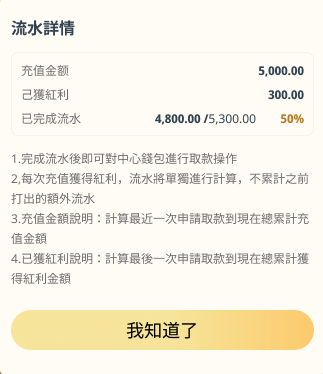 流水詳情
充值金額 5,000.00
己獲紅利 300.00
已完成流水 4,800.00 /5,300.00 50%
1.完成流水後即可對中心錢包進行取款操作
2,每次充值獲得紅利，流水將單獨進行計算，不累計之前
打出的額外流水
3.充值金額說明：計算最近一次申請取款到現在總累計充
值金額
4.已獲紅利說明：計算最後一次申請取款到現在總累計獲
得紅利金額
我知道了